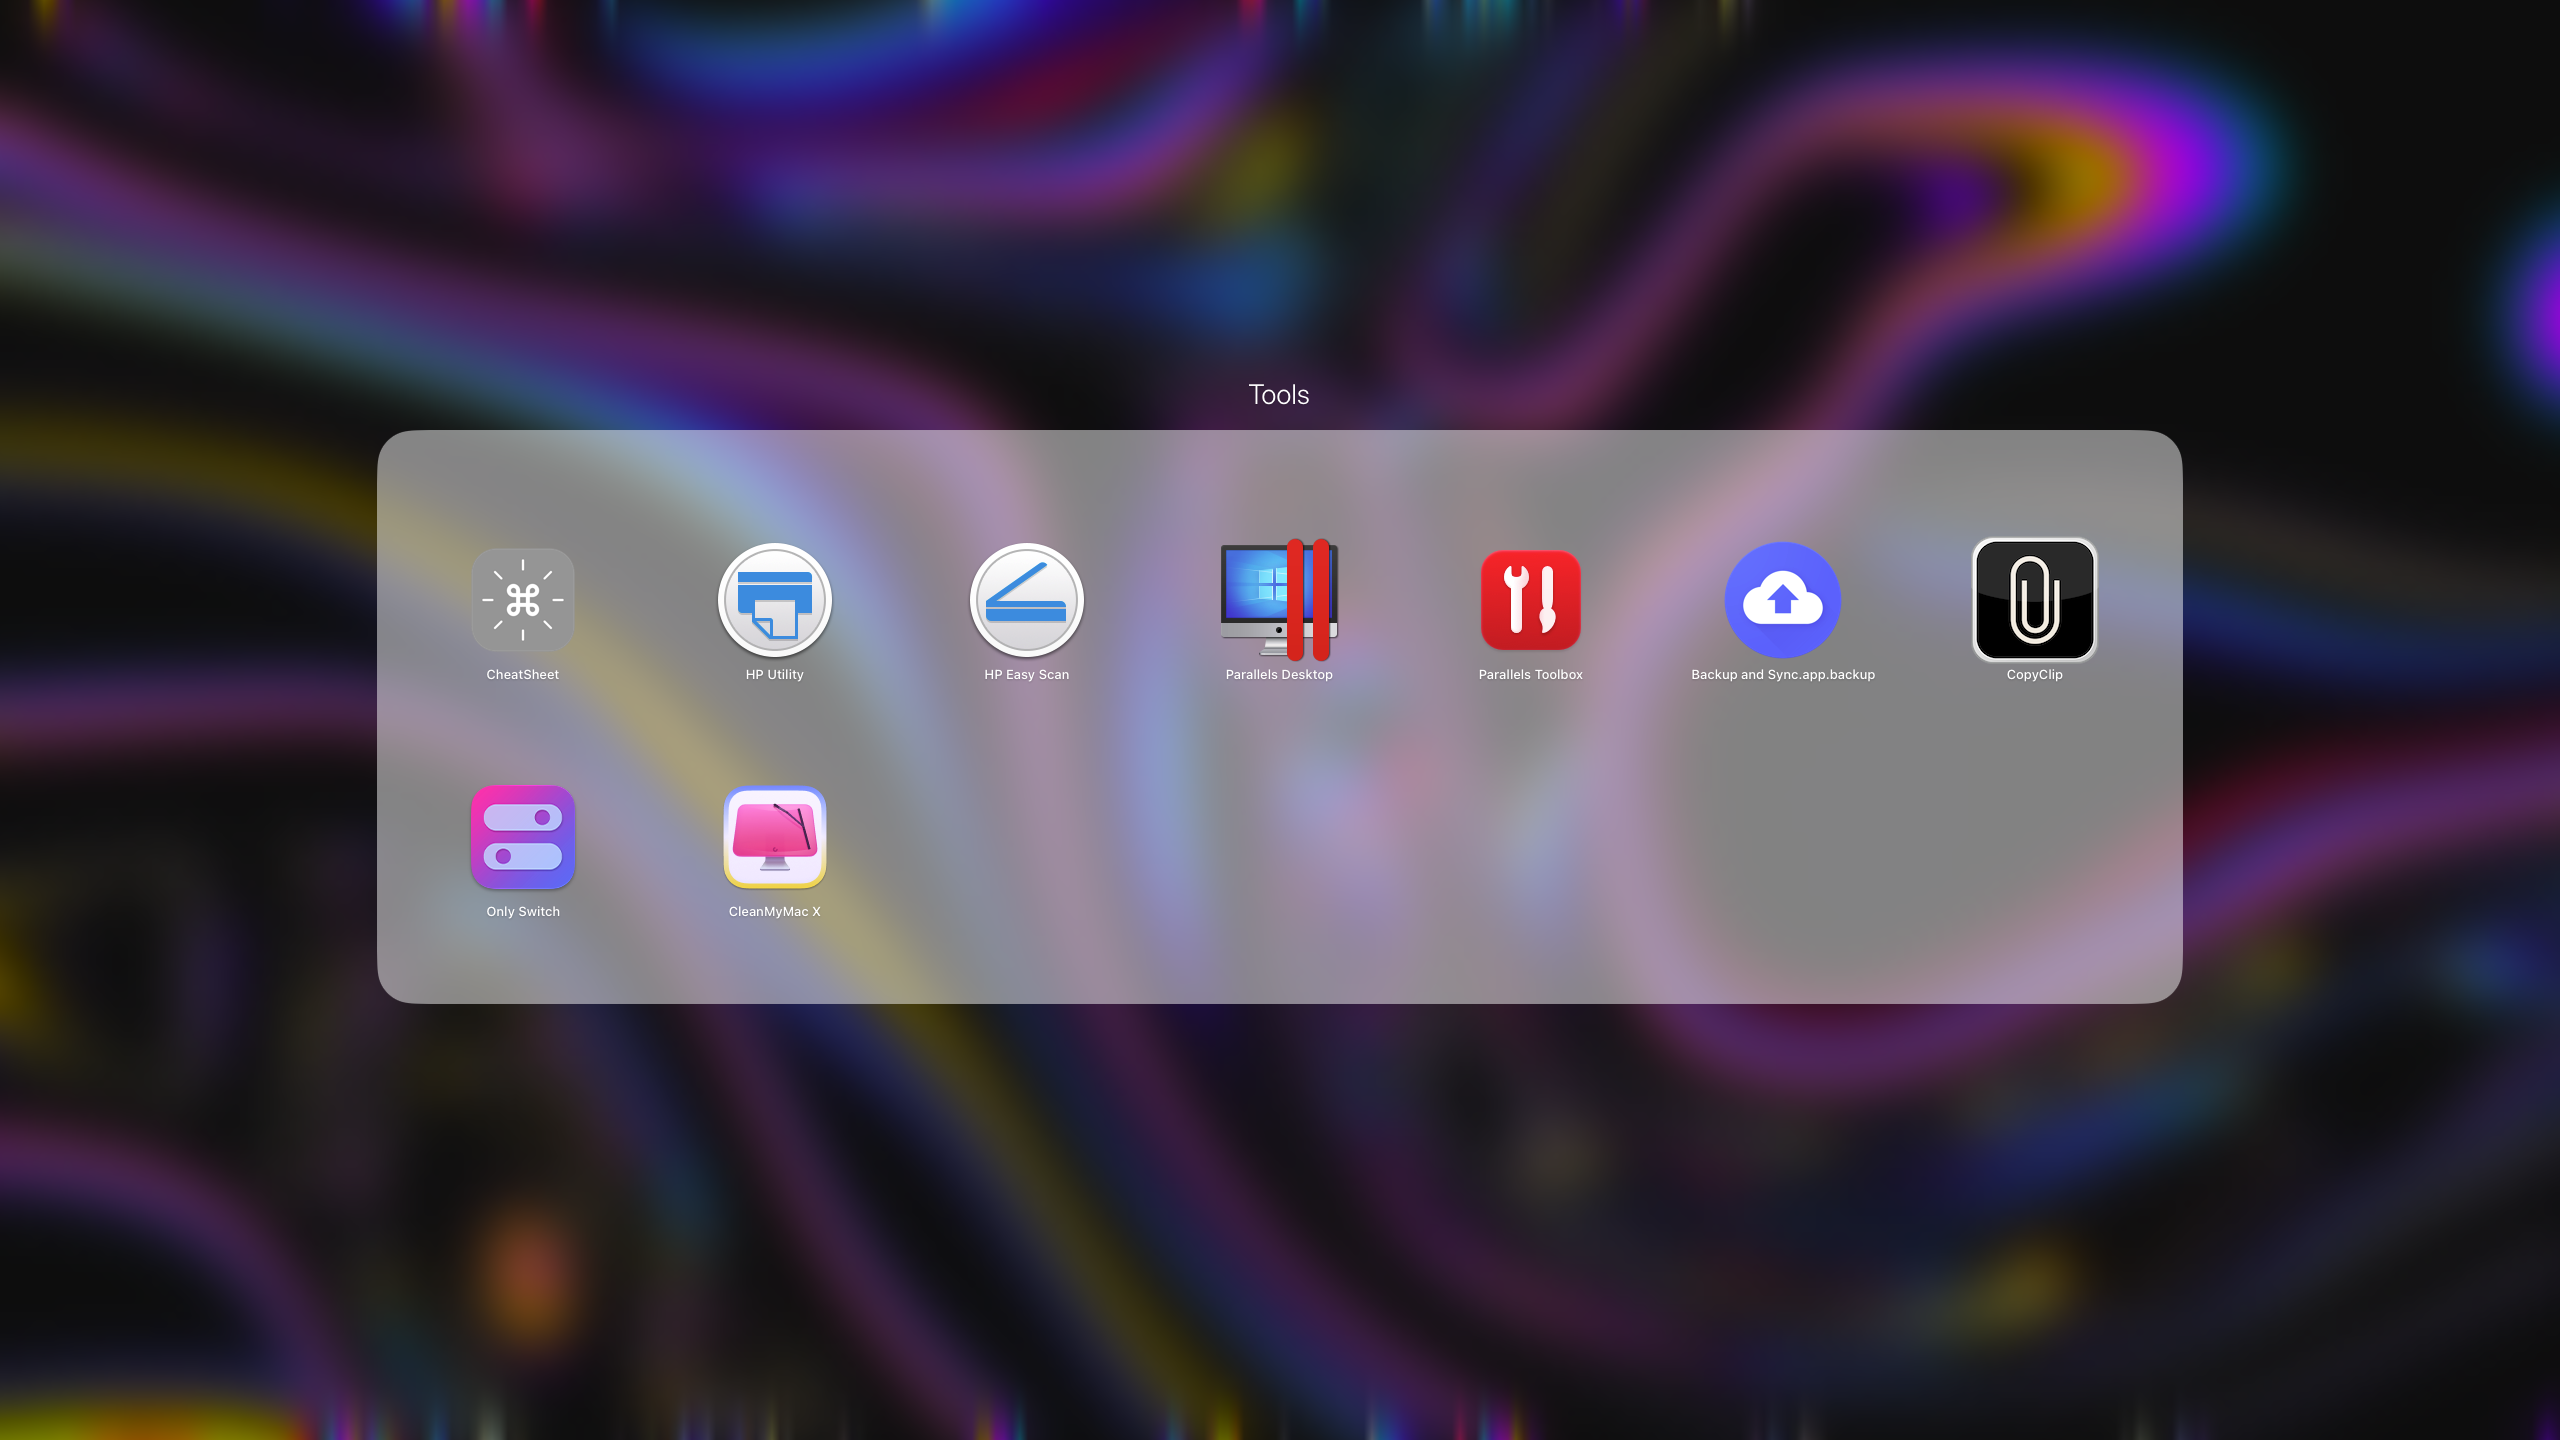 Tools
CheatSheet
HP Utility
HP Easy Scan
Parallels Desktop
Parallels Toolbox
Backup and Sync.app.backup
CopyClip
Only Switch
CleanMyMac X